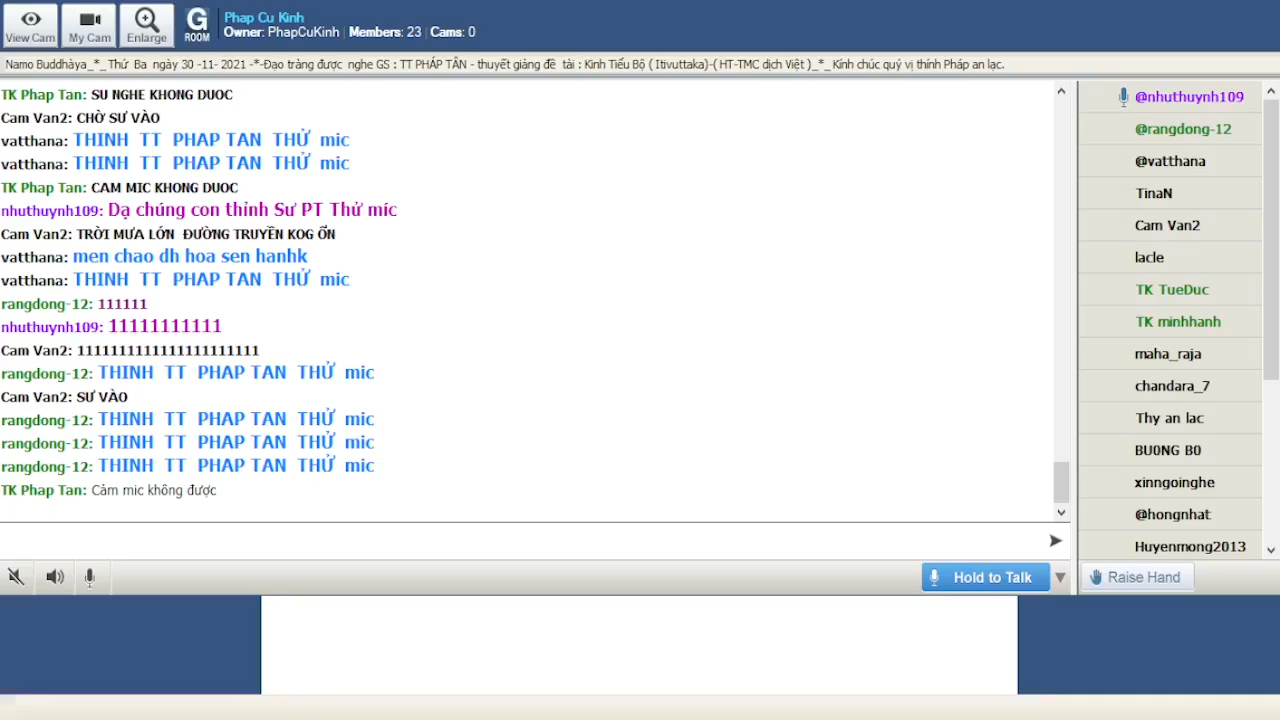 View Cam
My Cam
Enlarge
G
ROOM
Phap Cu Kinh
Owner: PhapCuKinh | Members: 23 | Cams: 0
Namo Buddhàya_*_Thứ Ba ngày 30 -11- 2021 -*-Đạo tràng được nghe GS : TT PHÁP TÂN - thuyết giảng đề tài : Kinh Tiểu Bộ ( Itivuttaka)-( HT-TMC dịch Việt )_*_ Kính chúc quý vị thính Pháp an lạc.
TK Phap Tan: SU NGHE KHONG DUOC
Cam Van2: CHỜ SƯ VÀO
vatthana: THINH TT PHAP TAN THỬ mic
vatthana: THINH TT PHAP TAN THỬ mic
TK Phap Tan: CAM MIC KHONG DUOC
nhuthuynh109: Dạ chúng con thỉnh Sư PT Thử míc
Cam Van2: TRỜI MƯA LỚN ĐƯỜNG TRUYỀN KOG ỔN
vatthana: men chao dh hoa sen hanhk
vatthana: THINH TT PHAP TAN THỬ mic
rangdong-12: 111111
nhuthuynh109: 11111111111
Cam Van2: 1111111111111111111111
rangdong-12: THINH TT PHAP TAN THỬ mic
Cam Van2: SƯ VÀO
rangdong-12: THINH TT PHAP TAN THỬ mic
rangdong-12: THINH TT PHAP TAN THỬ mic
rangdong-12: THINH TT PHAP TAN THỬ mic
TK Phap Tan: Cảm mic không được
Hold to Talk
@nhuthuynh109
@rangdong-12
@vatthana
TinaN
Cam Van2
lacle
TK TueDuc
TK minhhanh
maha_raja
chandara_7
Thy an lac
BU0NG B0
xinngoinghe
@hongnhat
Huyenmong2013
Raise Hand